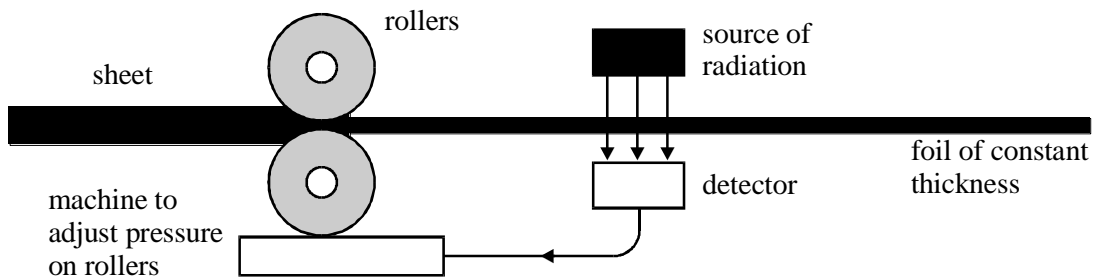 rollers
source of
radiation
sheet
foil of constant
thickness
detector
machine to
adjust pressure
on rollers